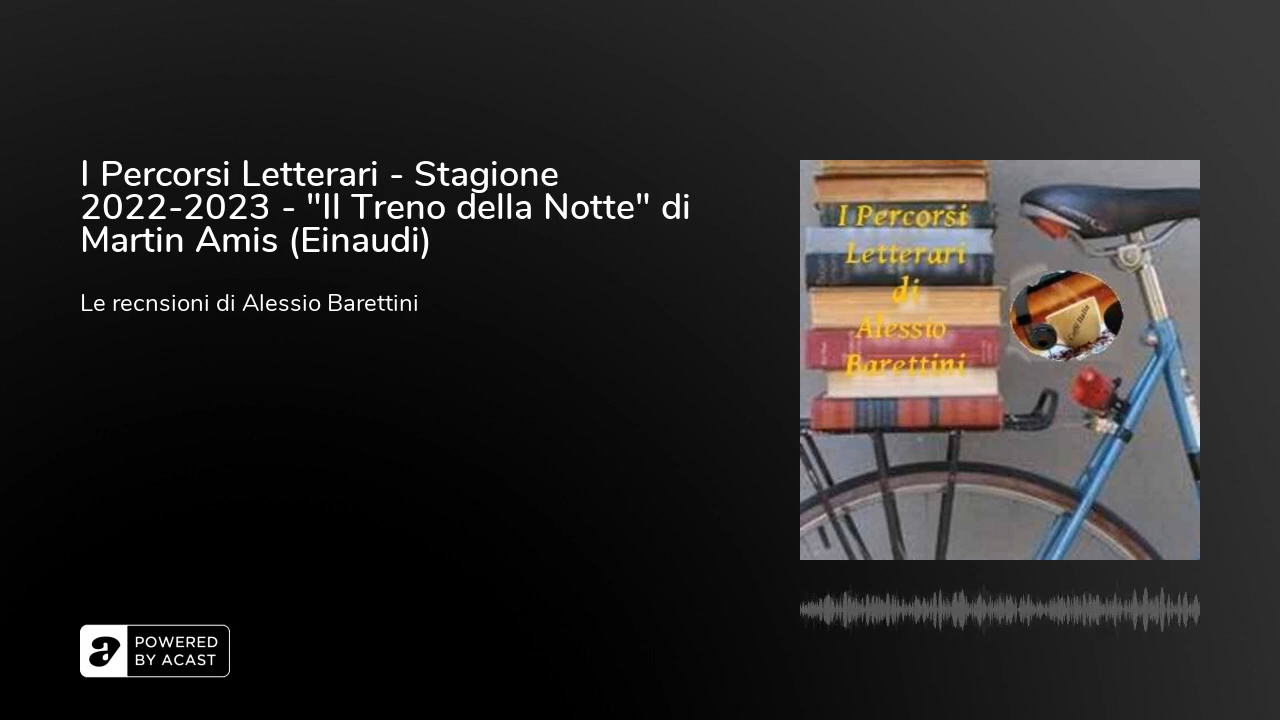 I Percorsi Letterari - Stagione
2022-2023 - "Il Treno della Notte" di
Martin Amis (Einaudi)
Le recnsioni di Alessio Barettini
I Percorsi
Letterari
di
Alessio
Barettini
POWERED
BY ACAST